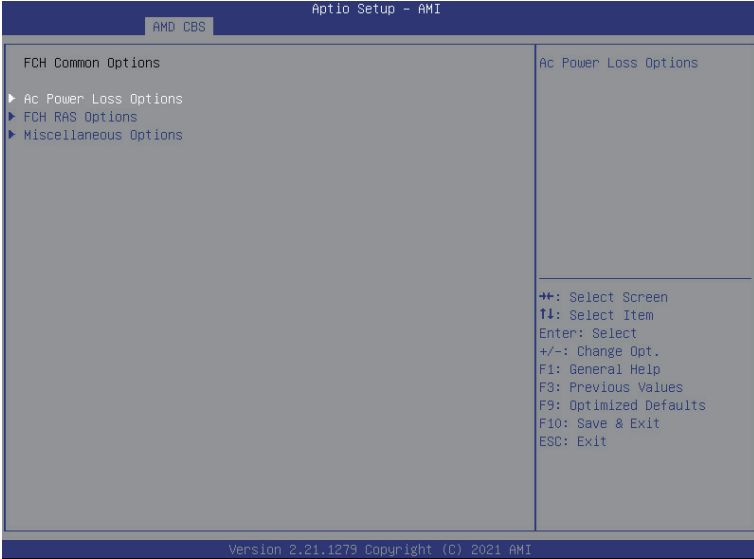 Aptio Setup – AMI
AMD CBS
FCH Common Options
Ac Power Loss Options
FCH RAS Options
Miscellaneous Options
Ac Power Loss Options
→←: Select Screen
↑↓: Select Item
Enter: Select
+/-: Change Opt.
F1: General Help
F3: Previous Values
F9: Optimized Defaults
F10: Save & Exit
ESC: Exit
Version 2.21.1279 Copyright (C) 2021 AMI